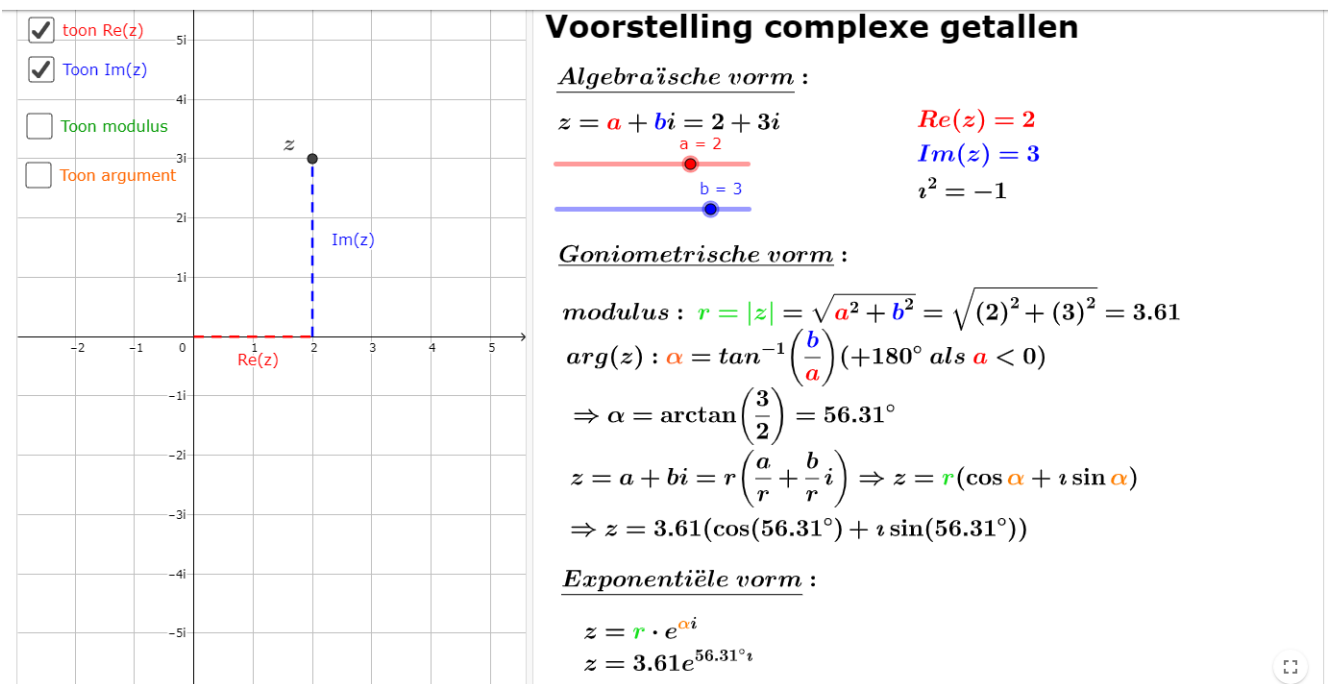 toon Re(z)
Toon Im(z)
Toon modulus
Toon argument
5i
4i
3i
2i
1i
−1i
−2i
−3i
−4i
−5i
−2 −1 0 1 2 3 4 5
z
Im(z)
Re(z)
Voorstelling complexe getallen
Algebraïsche vorm :
z = a + bi = 2 + 3i
a = 2
b = 3
Re(z) = 2
Im(z) = 3
ı² = −1
Goniometrische vorm :
modulus : r = |z| = √(a² + b²) = √((2)² + (3)²) = 3.61
arg(z) : α = tan⁻¹(b/a) (+180° als a < 0)
⇒ α = arctan(3/2) = 56.31°
z = a + bi = r(a/r + b/r i) ⇒ z = r(cos α + ı sin α)
⇒ z = 3.61(cos(56.31°) + ı sin(56.31°))
Exponentiële vorm :
z = r · e^{αi}
z = 3.61e^{56.31°ı}